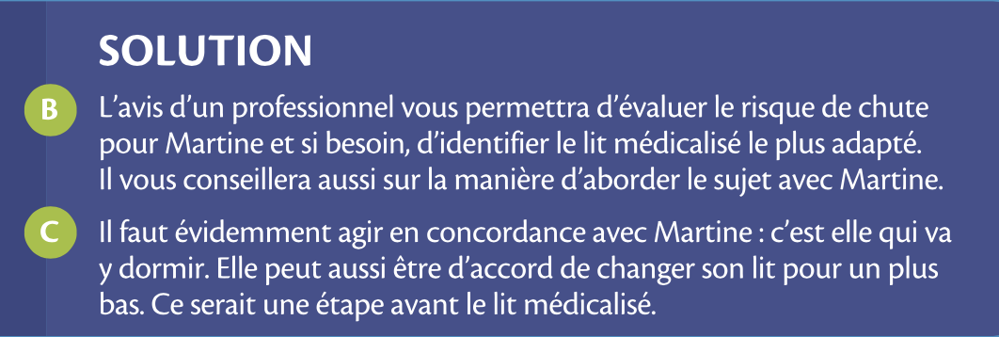 SOLUTION
B L’avis d’un professionnel vous permettra d’évaluer le risque de chute
pour Martine et si besoin, d’identifier le lit médicalisé le plus adapté.
Il vous conseillera aussi sur la manière d’aborder le sujet avec Martine.
C Il faut évidemment agir en concordance avec Martine : c’est elle qui va
y dormir. Elle peut aussi être d’accord de changer son lit pour un plus
bas. Ce serait une étape avant le lit médicalisé.